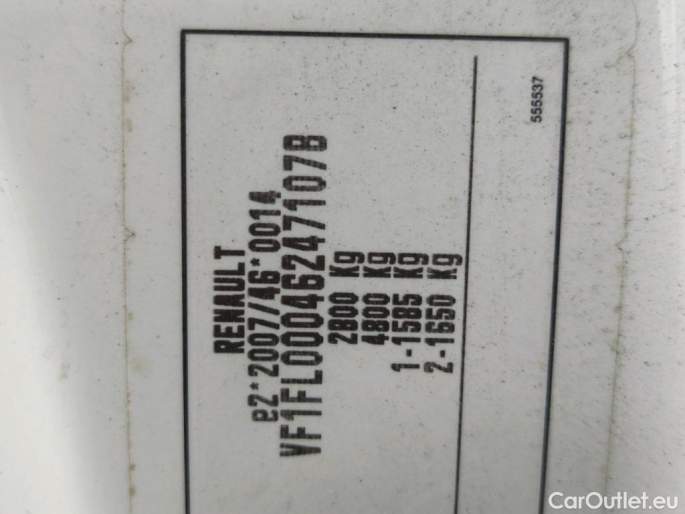 RENAULT
e2*2007/46*0014
VF1FL000462471078
2800 Kg
4800 Kg
1-1585 Kg
2-1650 Kg
555537
CarOutlet.eu